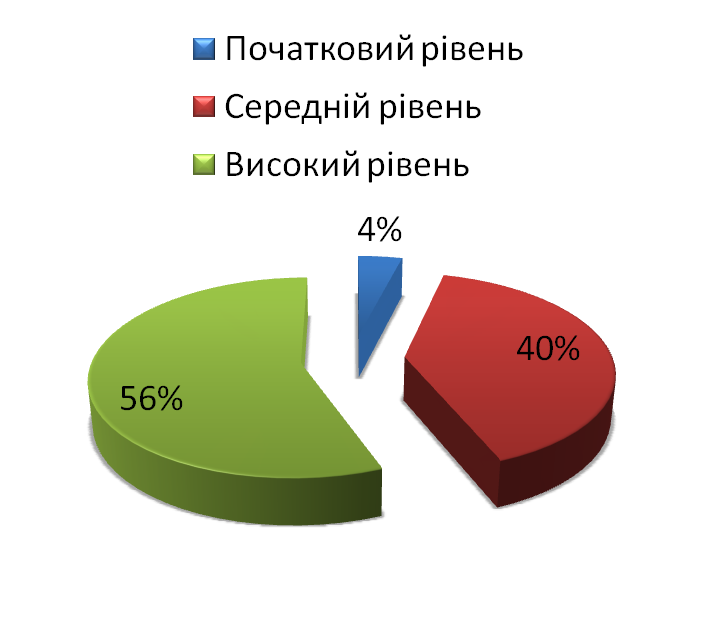 Початковий рівень
Середній рівень
Високий рівень
4%
40%
56%